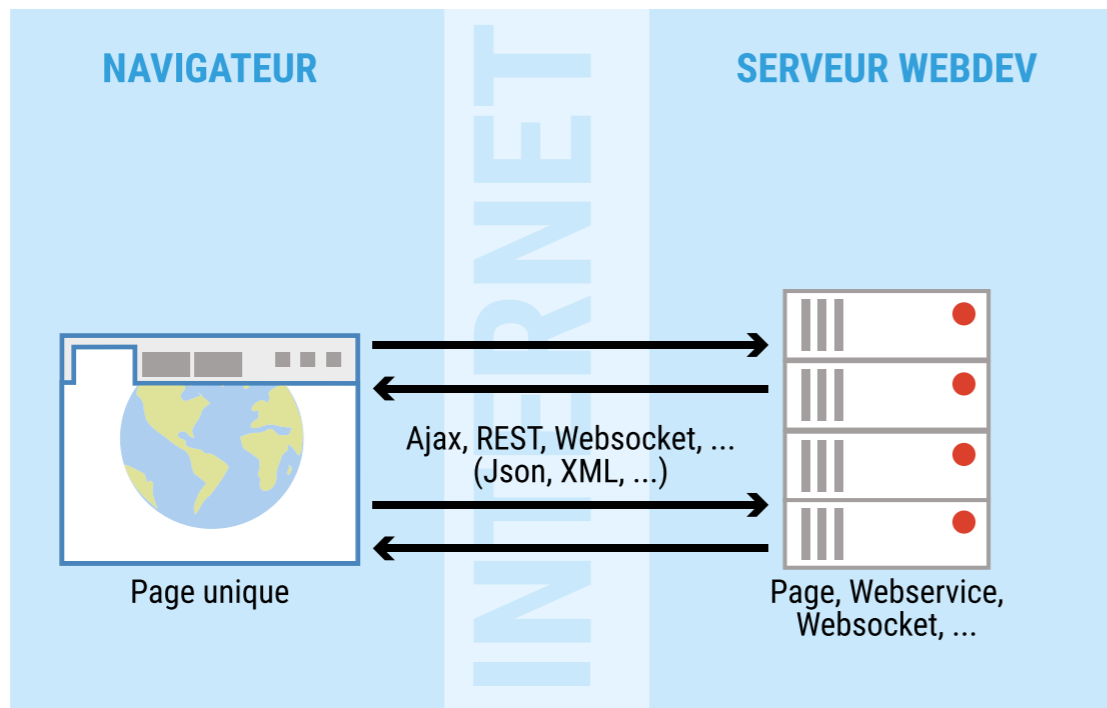 NAVIGATEUR
INTERNET
SERVEUR WEBDEV
Ajax, REST, Websocket, ...
(Json, XML, ...)
Page unique
Page, Webservice,
Websocket, ...